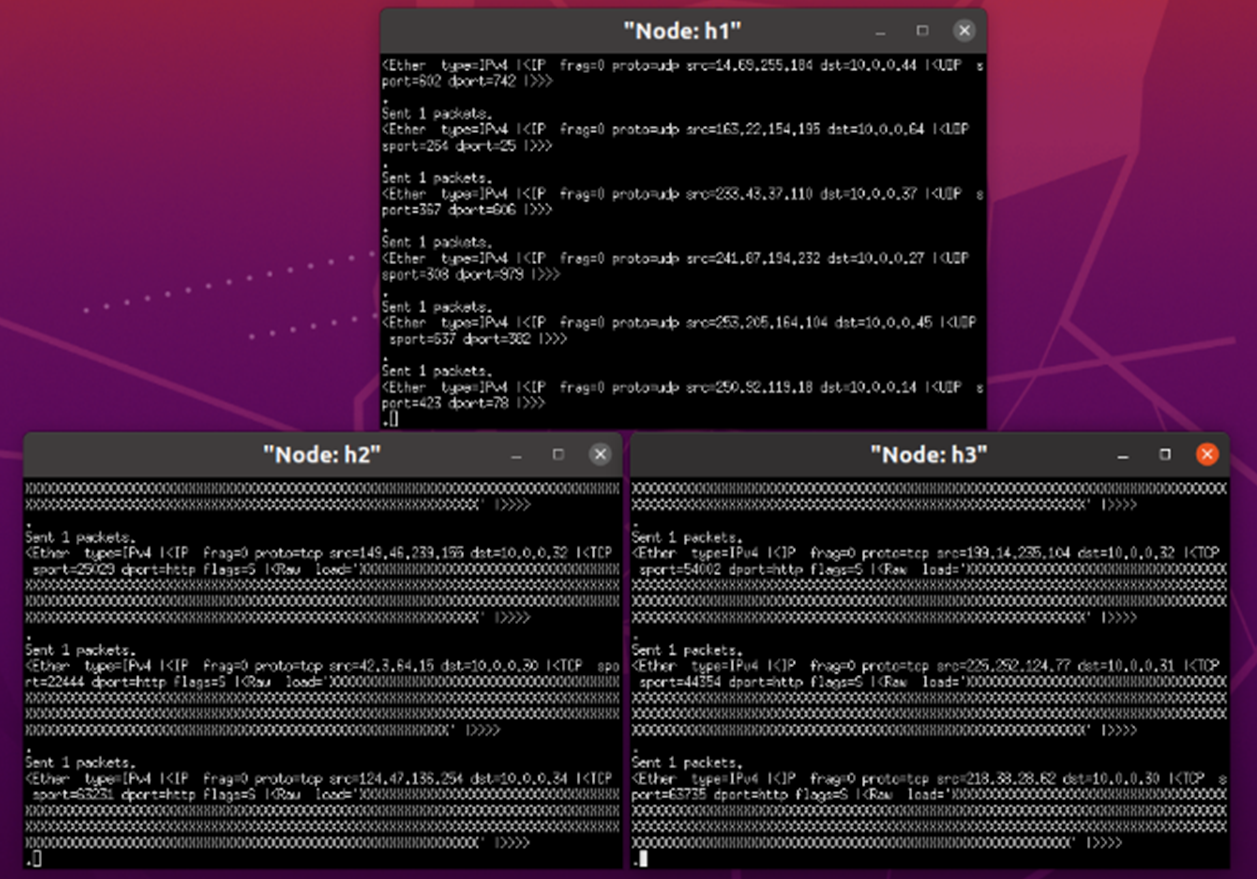 "Node: h1"
<Ether  type=IPv4 |<IP  frag=0 proto=udp src=14.69.255.184 dst=10.0.0.44 |<UDP  s
port=602 dport=742 |>>>
.
Sent 1 packets.
<Ether  type=IPv4 |<IP  frag=0 proto=udp src=163.22.154.195 dst=10.0.0.64 |<UDP
sport=264 dport=25 |>>>
.
Sent 1 packets.
<Ether  type=IPv4 |<IP  frag=0 proto=udp src=233.43.37.110 dst=10.0.0.37 |<UDP  s
port=367 dport=606 |>>>
.
Sent 1 packets.
<Ether  type=IPv4 |<IP  frag=0 proto=udp src=241.87.194.232 dst=10.0.0.27 |<UDP
sport=308 dport=979 |>>>
.
Sent 1 packets.
<Ether  type=IPv4 |<IP  frag=0 proto=udp src=253.205.164.104 dst=10.0.0.45 |<UDP
 sport=637 dport=382 |>>>
.
Sent 1 packets.
<Ether  type=IPv4 |<IP  frag=0 proto=udp src=250.92.119.18 dst=10.0.0.14 |<UDP  s
port=423 dport=78 |>>>
.
"Node: h2"
' |>>>>
.
Sent 1 packets.
<Ether  type=IPv4 |<IP  frag=0 proto=tcp src=149.46.239.155 dst=10.0.0.32 |<TCP
 sport=25029 dport=http flags=S |<Raw  load='
' |>>>>
.
Sent 1 packets.
<Ether  type=IPv4 |<IP  frag=0 proto=tcp src=42.3.64.15 dst=10.0.0.30 |<TCP  spo
rt=22444 dport=http flags=S |<Raw  load='
' |>>>>
.
Sent 1 packets.
<Ether  type=IPv4 |<IP  frag=0 proto=tcp src=124.47.136.254 dst=10.0.0.34 |<TCP
 sport=63231 dport=http flags=S |<Raw  load='
' |>>>>
.
"Node: h3"
' |>>>>
.
Sent 1 packets.
<Ether  type=IPv4 |<IP  frag=0 proto=tcp src=199.14.235.104 dst=10.0.0.32 |<TCP
 sport=54002 dport=http flags=S |<Raw  load='
' |>>>>
.
Sent 1 packets.
<Ether  type=IPv4 |<IP  frag=0 proto=tcp src=225.252.124.77 dst=10.0.0.31 |<TCP
 sport=44354 dport=http flags=S |<Raw  load='
' |>>>>
.
Sent 1 packets.
<Ether  type=IPv4 |<IP  frag=0 proto=tcp src=218.38.28.62 dst=10.0.0.30 |<TCP  s
port=63735 dport=http flags=S |<Raw  load='
' |>>>>
.